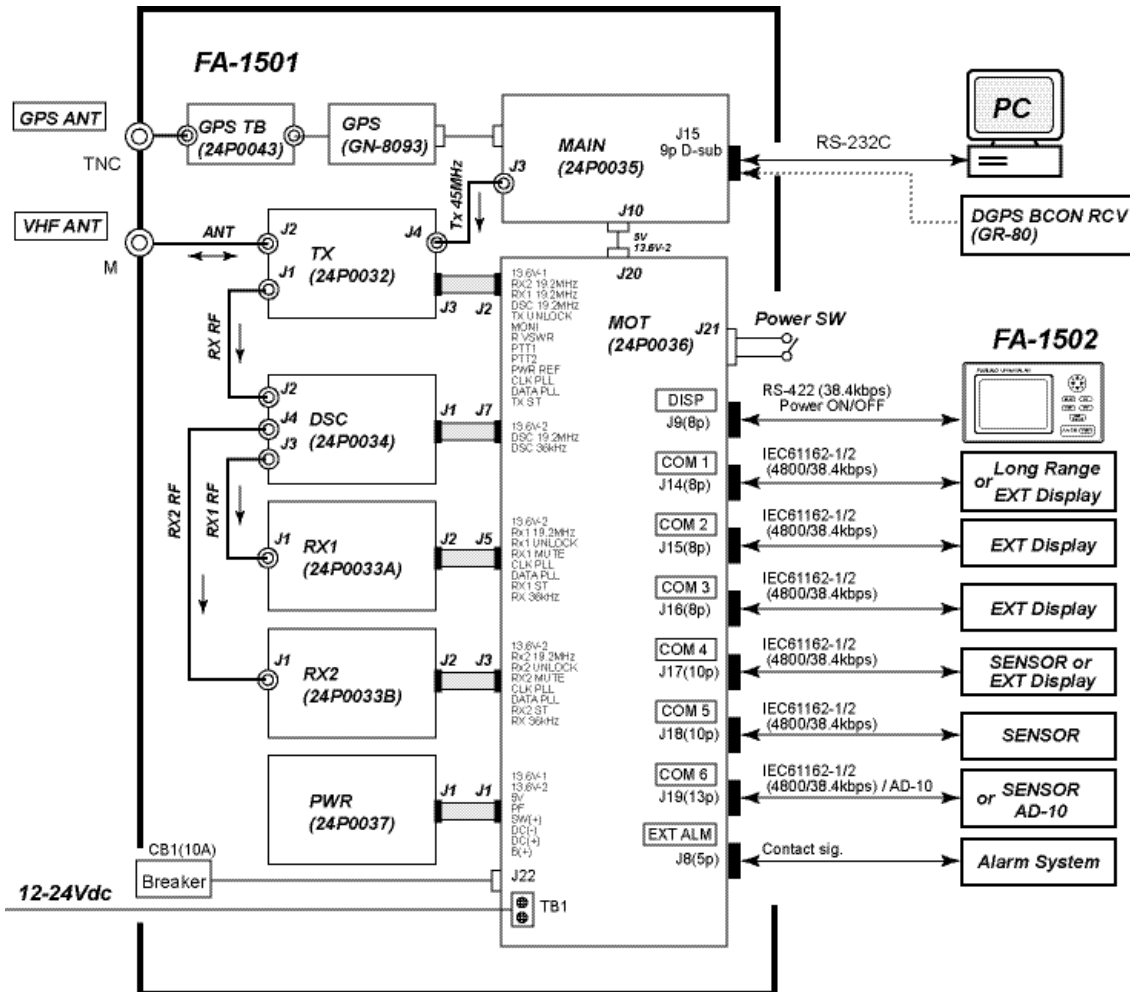 FA-1501
GPS ANT
TNC
GPS TB
(24P0043)
GPS
(GN-8093)
MAIN
(24P0035)
J15
9p D-sub
RS-232C
PC
DGPS BCON RCV
(GR-80)
J3
Tx 45MHz
J10
5V
13.6V-2
J20
VHF ANT
M
ANT
J2
J1
TX
(24P0032)
J4
J3
J2
13.6V-1
RX2 19.2MHz
RX1 19.2MHz
DSC 19.2MHz
TX UNLOCK
MONI
R VSWR
PTT1
PTT2
PWR REF
CLK PLL
DATA PLL
TX ST
MOT
(24P0036)
J21
Power SW
FA-1502
RX RF
J2
J4
J3
DSC
(24P0034)
J1
J7
13.6V-2
DSC 19.2MHz
DSC 36kHz
RX2 RF
RX1 RF
J1
RX1
(24P0033A)
J2
J5
13.6V-2
Rx1 19.2MHz
Rx1 UNLOCK
RX1 MUTE
CLK PLL
DATA PLL
RX1 ST
RX 36kHz
J1
RX2
(24P0033B)
J2
J3
13.6V-2
Rx2 19.2MHz
Rx2 UNLOCK
RX2 MUTE
CLK PLL
DATA PLL
RX2 ST
RX 36kHz
PWR
(24P0037)
J1
J1
13.6V-1
13.6V-2
5V
PF
SW(+)
DC(-)
DC(+)
B(+)
CB1(10A)
Breaker
J22
12-24Vdc
TB1
DISP
J9(8p)
RS-422 (38.4kbps)
Power ON/OFF
COM 1
J14(8p)
IEC61162-1/2
(4800/38.4kbps)
Long Range
or EXT Display
COM 2
J15(8p)
IEC61162-1/2
(4800/38.4kbps)
EXT Display
COM 3
J16(8p)
IEC61162-1/2
(4800/38.4kbps)
EXT Display
COM 4
J17(10p)
IEC61162-1/2
(4800/38.4kbps)
SENSOR or
EXT Display
COM 5
J18(10p)
IEC61162-1/2
(4800/38.4kbps)
SENSOR
COM 6
J19(13p)
IEC61162-1/2
(4800/38.4kbps) / AD-10
or SENSOR
AD-10
EXT ALM
J8(5p)
Contact sig.
Alarm System